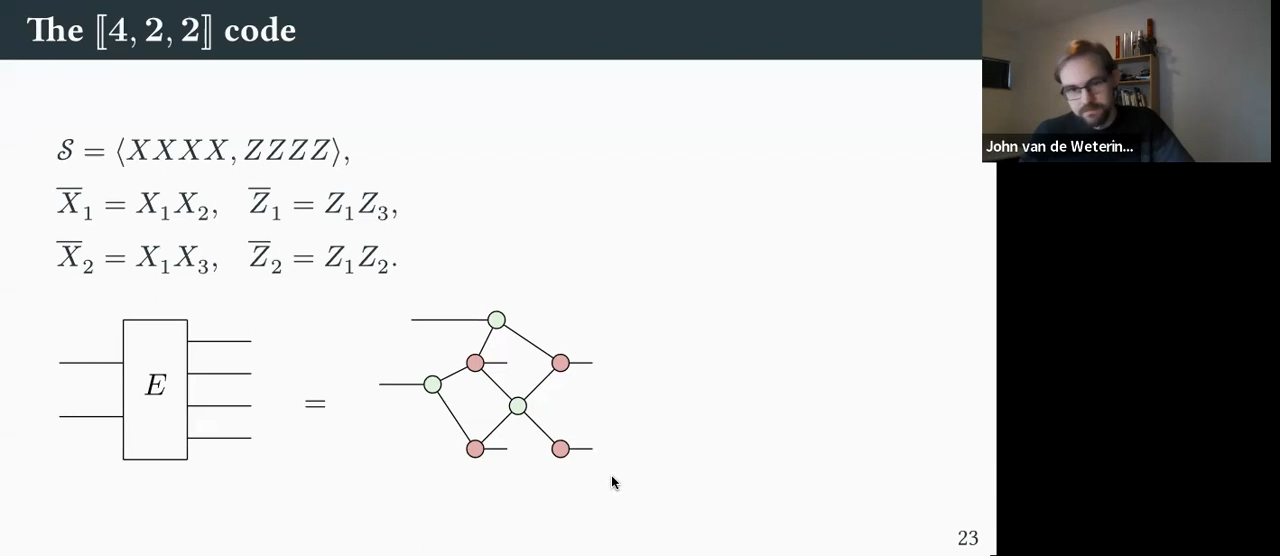 The ⟦4, 2, 2⟧ code
𝒮 = ⟨XXXX, ZZZZ⟩,
X̅₁ = X₁X₂, Z̅₁ = Z₁Z₃,
X̅₂ = X₁X₃, Z̅₂ = Z₁Z₂.
E
=
23
John van de Weterin...